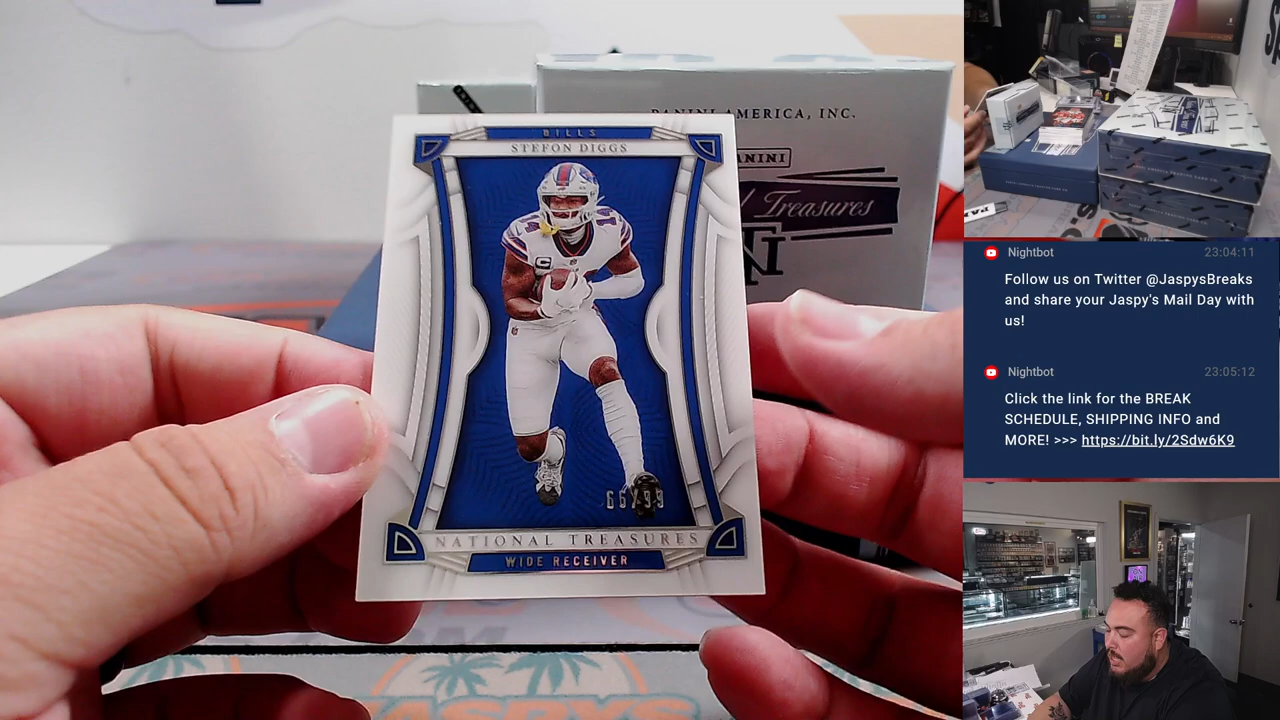 BILLS
STEFON DIGGS
14
C
66/99
NATIONAL TREASURES
WIDE RECEIVER
PANINI AMERICA, INC.
PANINI
Treasures
JASPYS
Nightbot 23:04:11
Follow us on Twitter @JaspysBreaks
and share your Jaspy's Mail Day with
us!
Nightbot 23:05:12
Click the link for the BREAK
SCHEDULE, SHIPPING INFO and
MORE! >>> https://bit.ly/2Sdw6K9